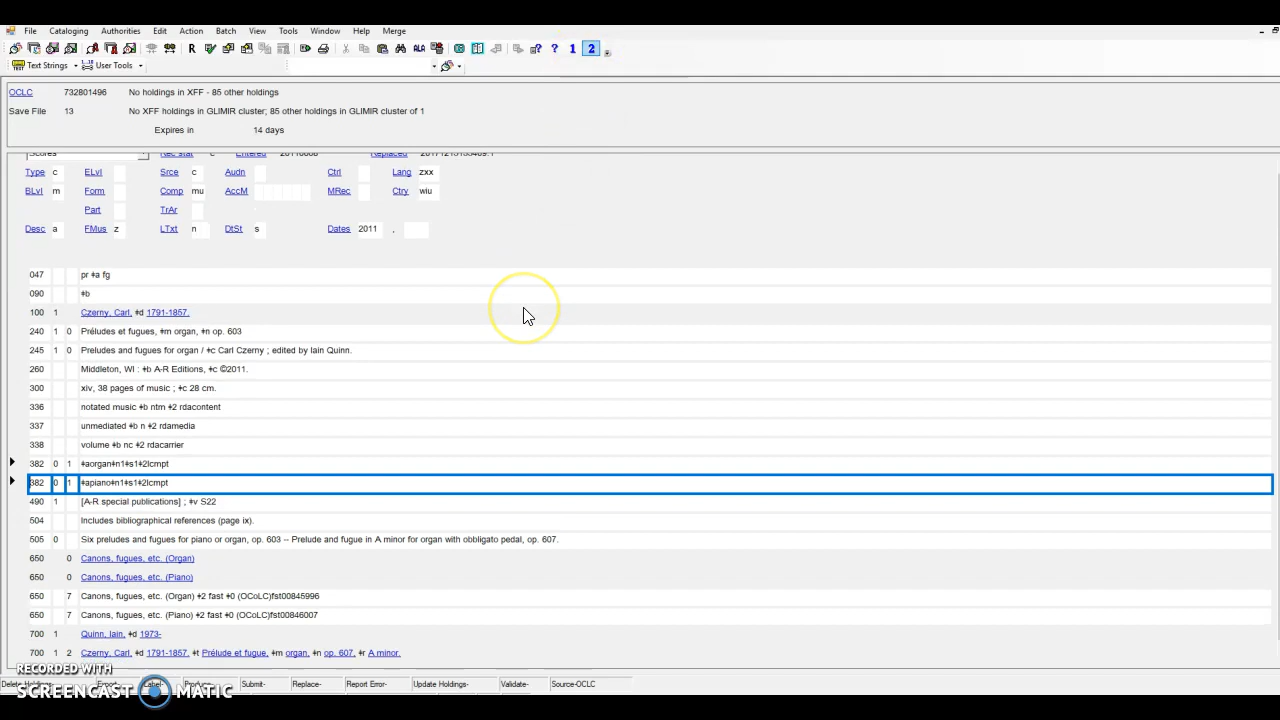 File Cataloging Authorities Edit Action Batch View Tools Window Help Merge
R ALA ? ? 1 2
Text Strings User Tools
OCLC 732801496 No holdings in XFF - 85 other holdings
Save File 13 No XFF holdings in GLIMIR cluster; 85 other holdings in GLIMIR cluster of 1
Expires in 14 days
Scores Rec stat c Entered Replaced
Type c ELvl Srce c Audn Ctrl Lang zxx
BLvl m Form Comp mu AccM MRec Ctry wiu
Part TrAr
Desc a FMus z LTxt n DtSt s Dates 2011 ,
047 pr ǂa fg
090 ǂb
100 1 Czerny, Carl, ǂd 1791-1857.
240 1 0 Préludes et fugues, ǂm organ, ǂn op. 603
245 1 0 Preludes and fugues for organ / ǂc Carl Czerny ; edited by Iain Quinn.
260 Middleton, WI : ǂb A-R Editions, ǂc ©2011.
300 xiv, 38 pages of music ; ǂc 28 cm.
336 notated music ǂb ntm ǂ2 rdacontent
337 unmediated ǂb n ǂ2 rdamedia
338 volume ǂb nc ǂ2 rdacarrier
382 0 1 ǂaorganǂn1ǂs1ǂ2lcmpt
382 0 1 ǂapianoǂn1ǂs1ǂ2lcmpt
490 1 [A-R special publications] ; ǂv S22
504 Includes bibliographical references (page ix).
505 0 Six preludes and fugues for piano or organ, op. 603 -- Prelude and fugue in A minor for organ with obbligato pedal, op. 607.
650 0 Canons, fugues, etc. (Organ)
650 0 Canons, fugues, etc. (Piano)
650 7 Canons, fugues, etc. (Organ) ǂ2 fast ǂ0 (OCoLC)fst00845996
650 7 Canons, fugues, etc. (Piano) ǂ2 fast ǂ0 (OCoLC)fst00846007
700 1 Quinn, Iain, ǂd 1973-
700 1 2 Czerny, Carl, ǂd 1791-1857. ǂt Prélude et fugue, ǂm organ, ǂn op. 607, ǂr A minor.
RECORDED WITH
Delete Holdings- Export- Label- Produce- Submit- Replace- Report Error- Update Holdings- Validate- Source-OCLC
SCREENCAST MATIC